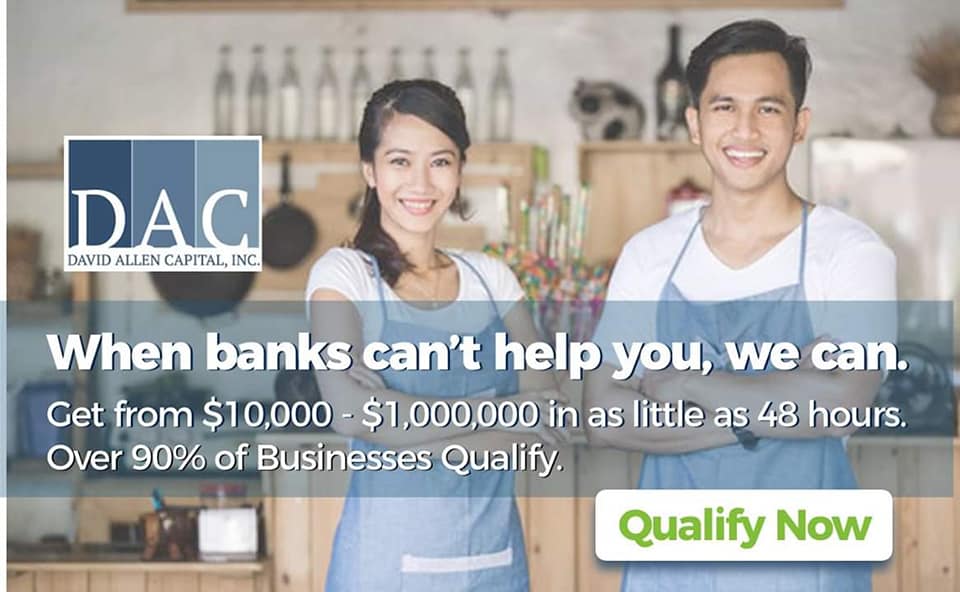 DAC
DAVID ALLEN CAPITAL, INC.
When banks can't help you, we can.
Get from $10,000 - $1,000,000 in as little as 48 hours.
Over 90% of Businesses Qualify.
Qualify Now